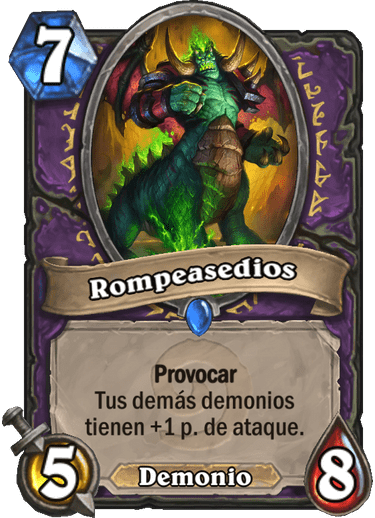 7
Rompeasedios
Provocar
Tus demás demonios
tienen +1 p. de ataque.
5
Demonio
8